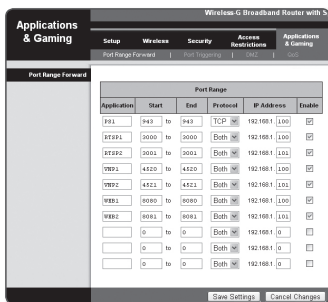 Wireless-G Broadband Router with S
Applications & Gaming
Setup Wireless Security Access Restrictions Applications & Gaming
Port Range Forward | Port Triggering | DMZ | QoS
Port Range Forward
Port Range
Application Start End Protocol IP Address Enable
PS1 943 to 943 TCP 192.168.1. 100
RTSP1 3000 to 3000 Both 192.168.1. 100
RTSP2 3001 to 3001 Both 192.168.1. 101
VNP1 4520 to 4520 Both 192.168.1. 100
VNP2 4521 to 4521 Both 192.168.1. 101
WEB1 8080 to 8080 Both 192.168.1. 100
WEB2 8081 to 8081 Both 192.168.1. 101
0 to 0 Both 192.168.1. 0
0 to 0 Both 192.168.1. 0
0 to 0 Both 192.168.1. 0
Save Settings Cancel Changes